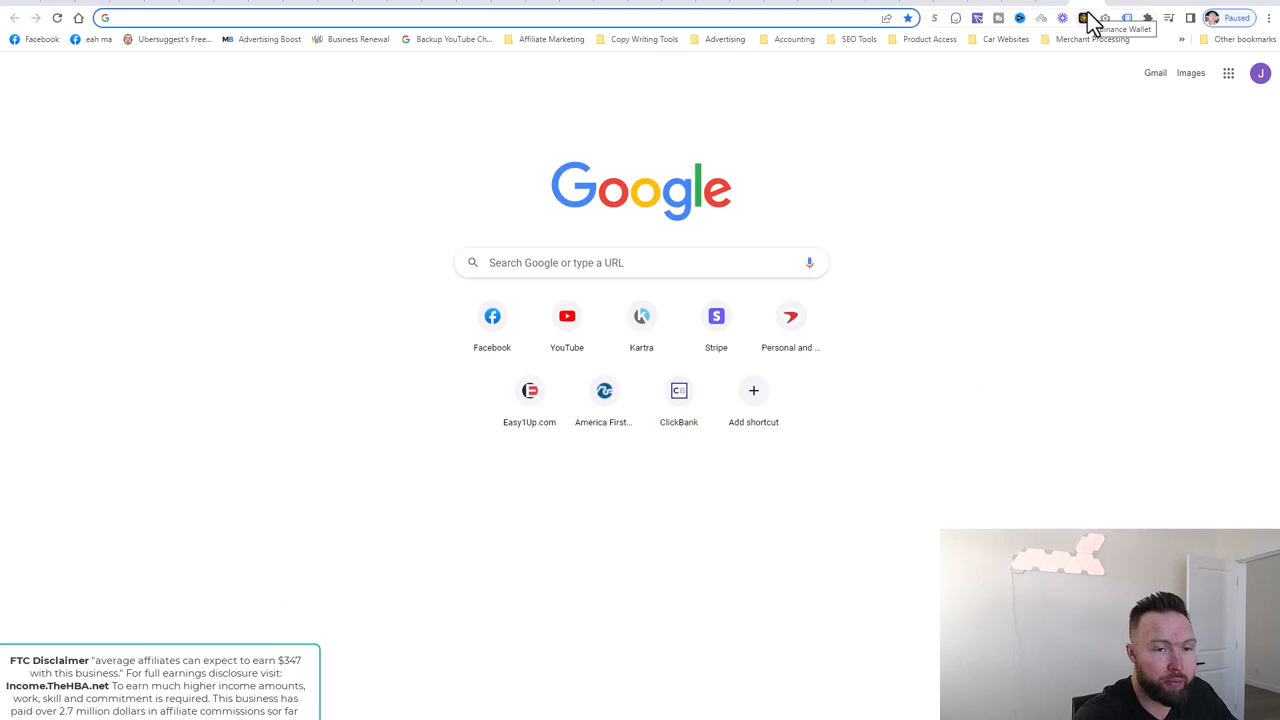 Paused
Facebook
eah ma
Ubersuggest's Free...
Advertising Boost
Business Renewal
Backup YouTube Ch...
Affiliate Marketing
Copy Writing Tools
Advertising
Accounting
SEO Tools
Product Access
Car Websites
Merchant Processing
»
Other bookmarks
inance Wallet
Gmail
Images
J
Google
Search Google or type a URL
Facebook
YouTube
Kartra
Stripe
Personal and ...
CB
Easy1Up.com
America First...
ClickBank
Add shortcut
FTC Disclaimer "average affiliates can expect to earn $347
with this business." For full earnings disclosure visit:
Income.TheHBA.net To earn much higher income amounts,
work, skill and commitment is required. This business has
paid over 2.7 million dollars in affiliate commissions sor far